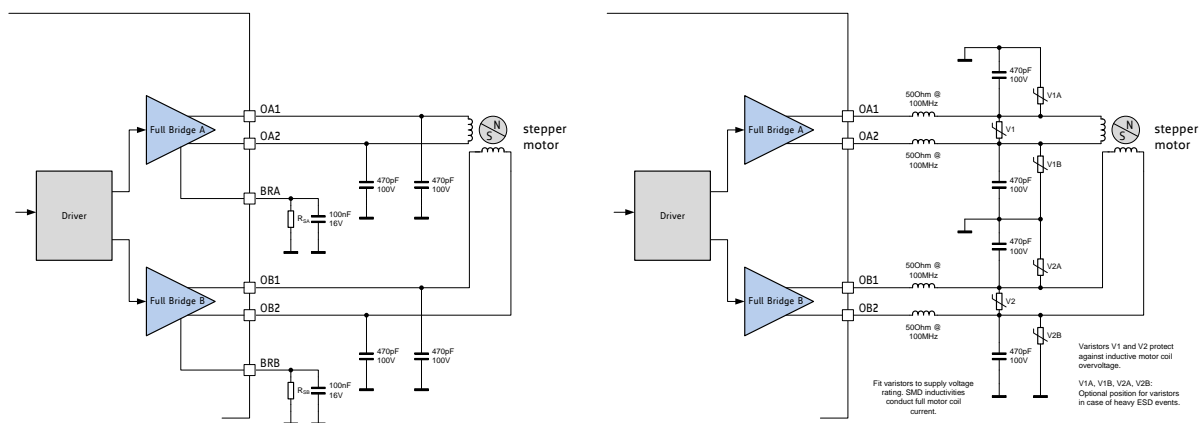 OA1
Full Bridge A
OA2
N
S
stepper
motor
470pF
100V
470pF
100V
BRA
Driver
R_SA
100nF
16V
OB1
Full Bridge B
OB2
470pF
100V
470pF
100V
BRB
R_SB
100nF
16V
470pF
100V
V1A
50Ohm @
100MHz
OA1
Full Bridge A
V1
OA2
N
S
stepper
motor
50Ohm @
100MHz
V1B
470pF
100V
Driver
470pF
100V
V2A
50Ohm @
100MHz
OB1
Full Bridge B
V2
OB2
50Ohm @
100MHz
V2B
470pF
100V
Varistors V1 and V2 protect
against inductive motor coil
overvoltage.
V1A, V1B, V2A, V2B:
Optional position for varistors
in case of heavy ESD events.
Fit varistors to supply voltage
rating. SMD inductivities
conduct full motor coil
current.